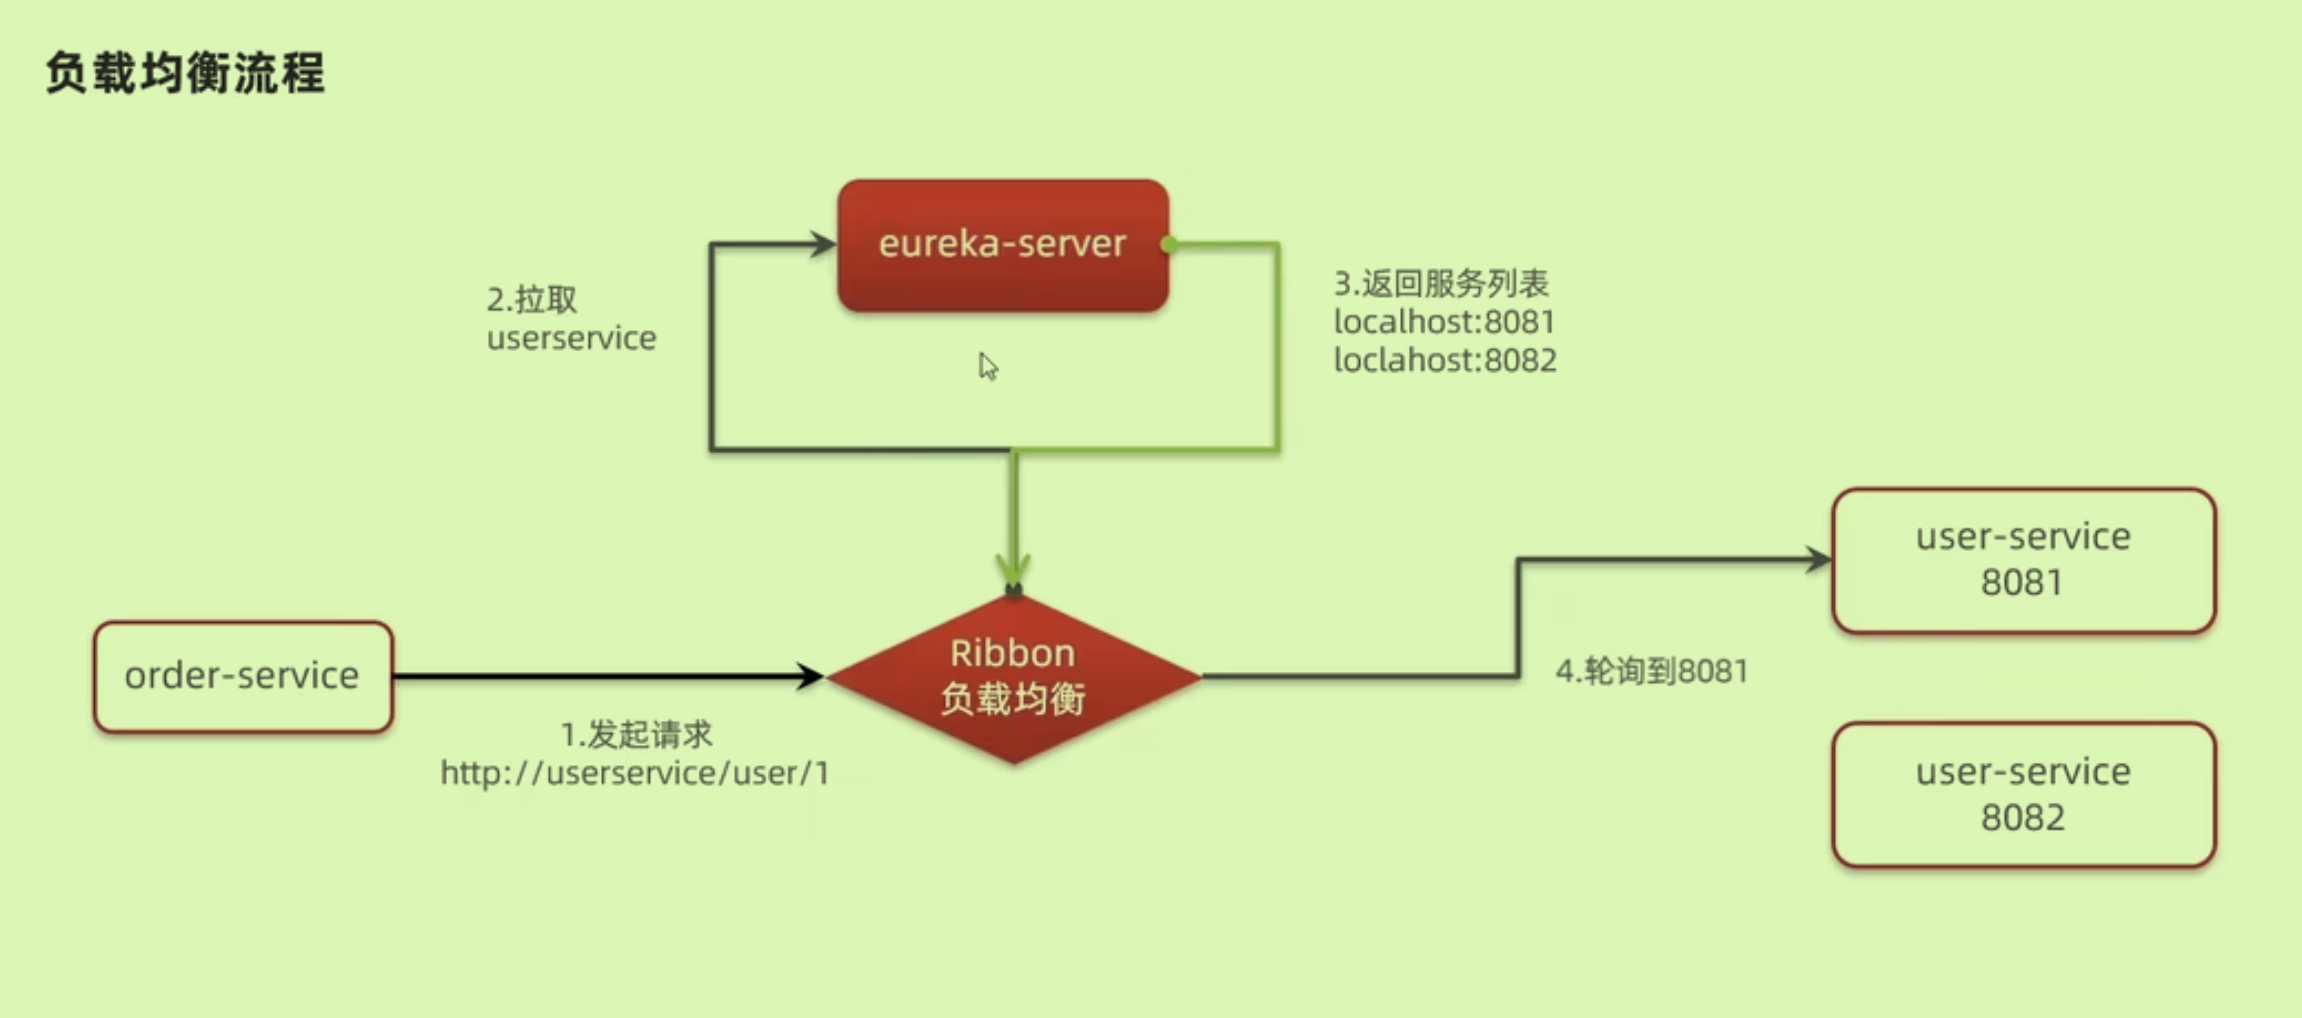 负载均衡流程
eureka-server
2.拉取
userservice
3.返回服务列表
localhost:8081
loclahost:8082
order-service
1.发起请求
http://userservice/user/1
Ribbon
负载均衡
4.轮询到8081
user-service
8081
user-service
8082